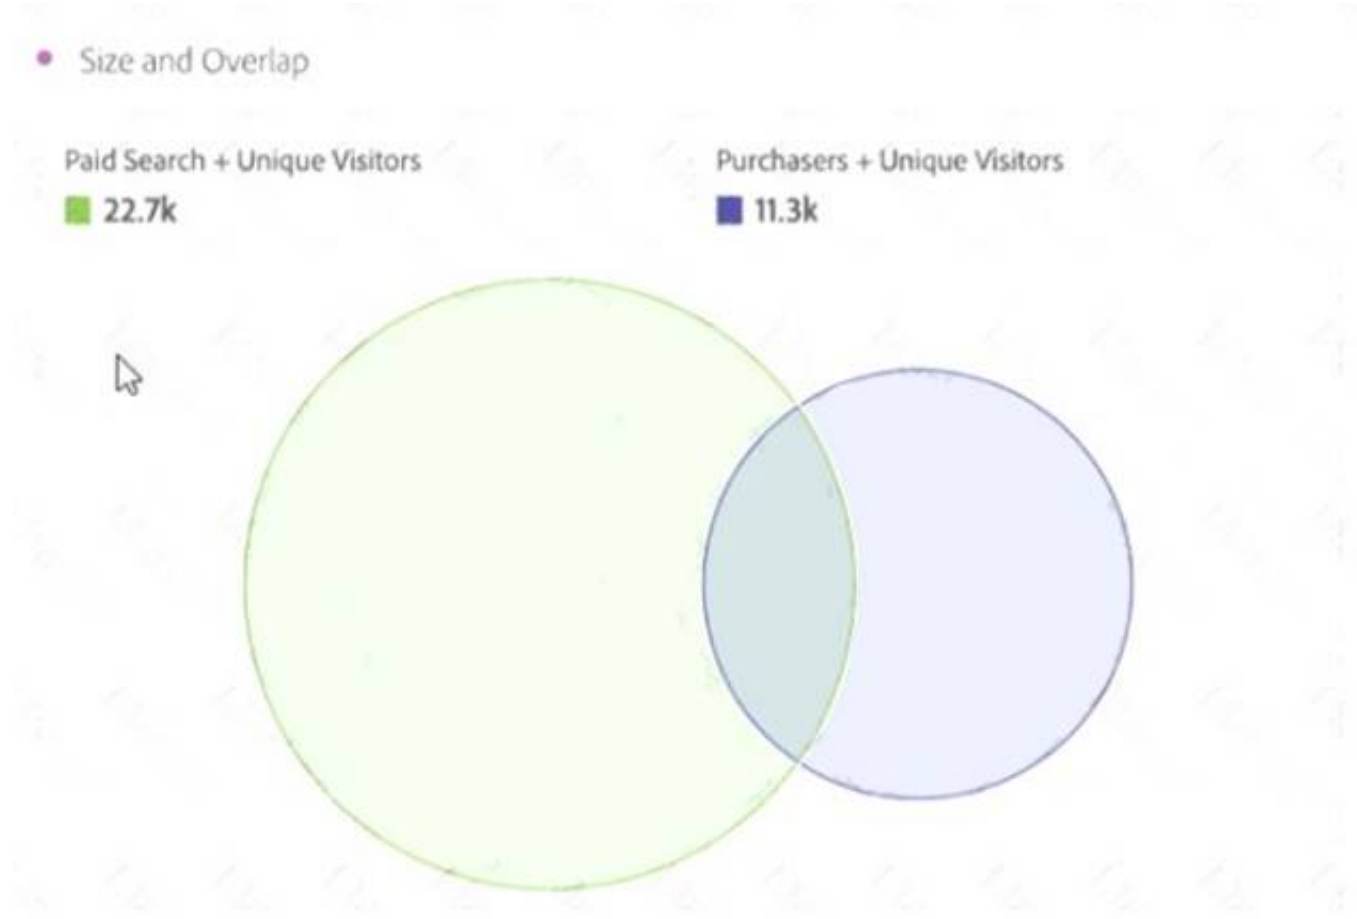 Size and Overlap
Paid Search + Unique Visitors
22.7k
Purchasers + Unique Visitors
11.3k